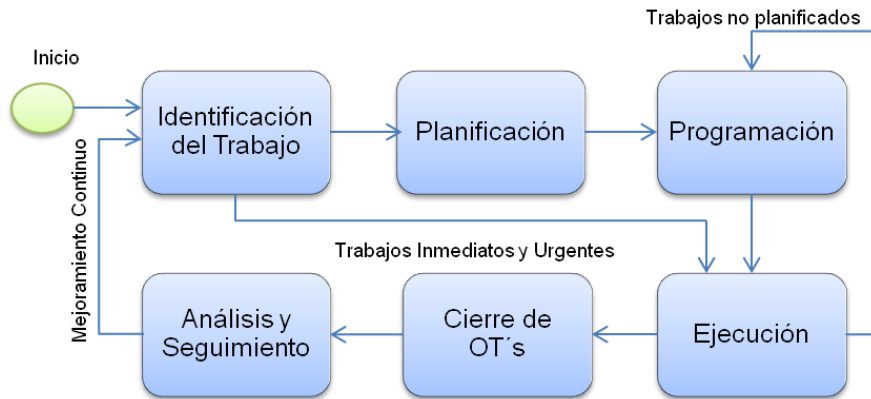 Trabajos no planificados
Inicio
Identificación
del Trabajo
Planificación
Programación
Mejoramiento Continuo
Trabajos Inmediatos y Urgentes
Análisis y
Seguimiento
Cierre de
OT´s
Ejecución